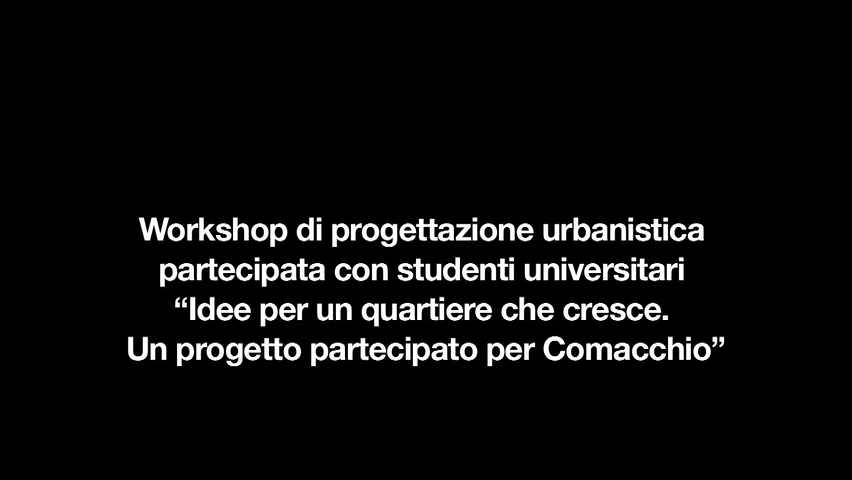 Workshop di progettazione urbanistica
partecipata con studenti universitari
“Idee per un quartiere che cresce.
Un progetto partecipato per Comacchio”